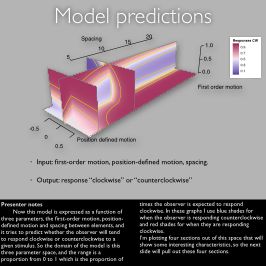 Model predictions
Spacing
5
10
15
20
1.0
0.5
0.0
First order motion
-0.5
0
0.5
Position defined motion
Responses CW
0.9
0.7
0.5
0.3
0.1
· Input: first-order motion, position-defined motion, spacing.
· Output: response "clockwise" or "counterclockwise"
Presenter notes
Now this model is expressed as a function of
three parameters, the first-order motion, position-
defined motion and spacing between elements, and
it tries to predict whether the observer will tend
to respond clockwise or counterclockwise to a
given stimulus. So the domain of the model is this
three parameter space, and the range is a
proportion from 0 to 1 which is the proportion of
times the observer is expected to respond
clockwise. In these graphs I use blue shades for
when the observer is responding counterclockwise
and red shades for when they are responding
clockwise.
I'm plotting four sections out of this space that will
show some interesting characteristics, so the next
slide will pull out these four sections.